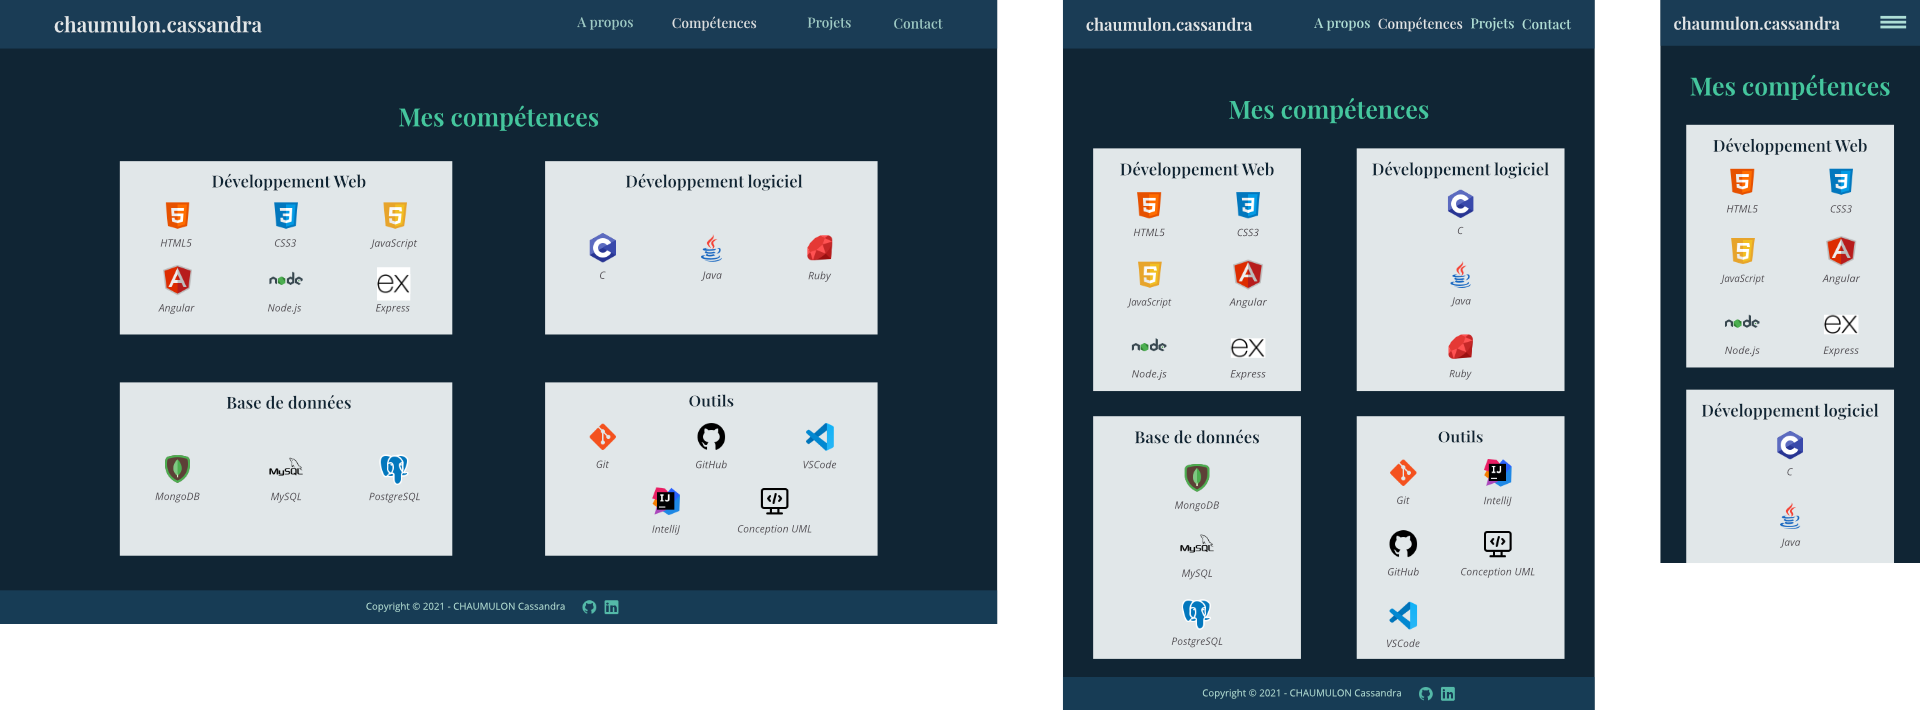 chaumulon.cassandra
A propos Compétences Projets Contact
Mes compétences
Développement Web
HTML5 CSS3 JavaScript
Angular Node.js Express
Développement logiciel
C Java Ruby
Base de données
MongoDB MySQL PostgreSQL
Outils
Git GitHub VSCode
IntelliJ Conception UML
Copyright © 2021 - CHAUMULON Cassandra
chaumulon.cassandra
A propos Compétences Projets Contact
Mes compétences
Développement Web
HTML5 CSS3
JavaScript Angular
Node.js Express
Développement logiciel
C
Java
Ruby
Base de données
MongoDB
MySQL
PostgreSQL
Outils
Git IntelliJ
GitHub Conception UML
VSCode
Copyright © 2021 - CHAUMULON Cassandra
chaumulon.cassandra
Mes compétences
Développement Web
HTML5 CSS3
JavaScript Angular
Node.js Express
Développement logiciel
C
Java